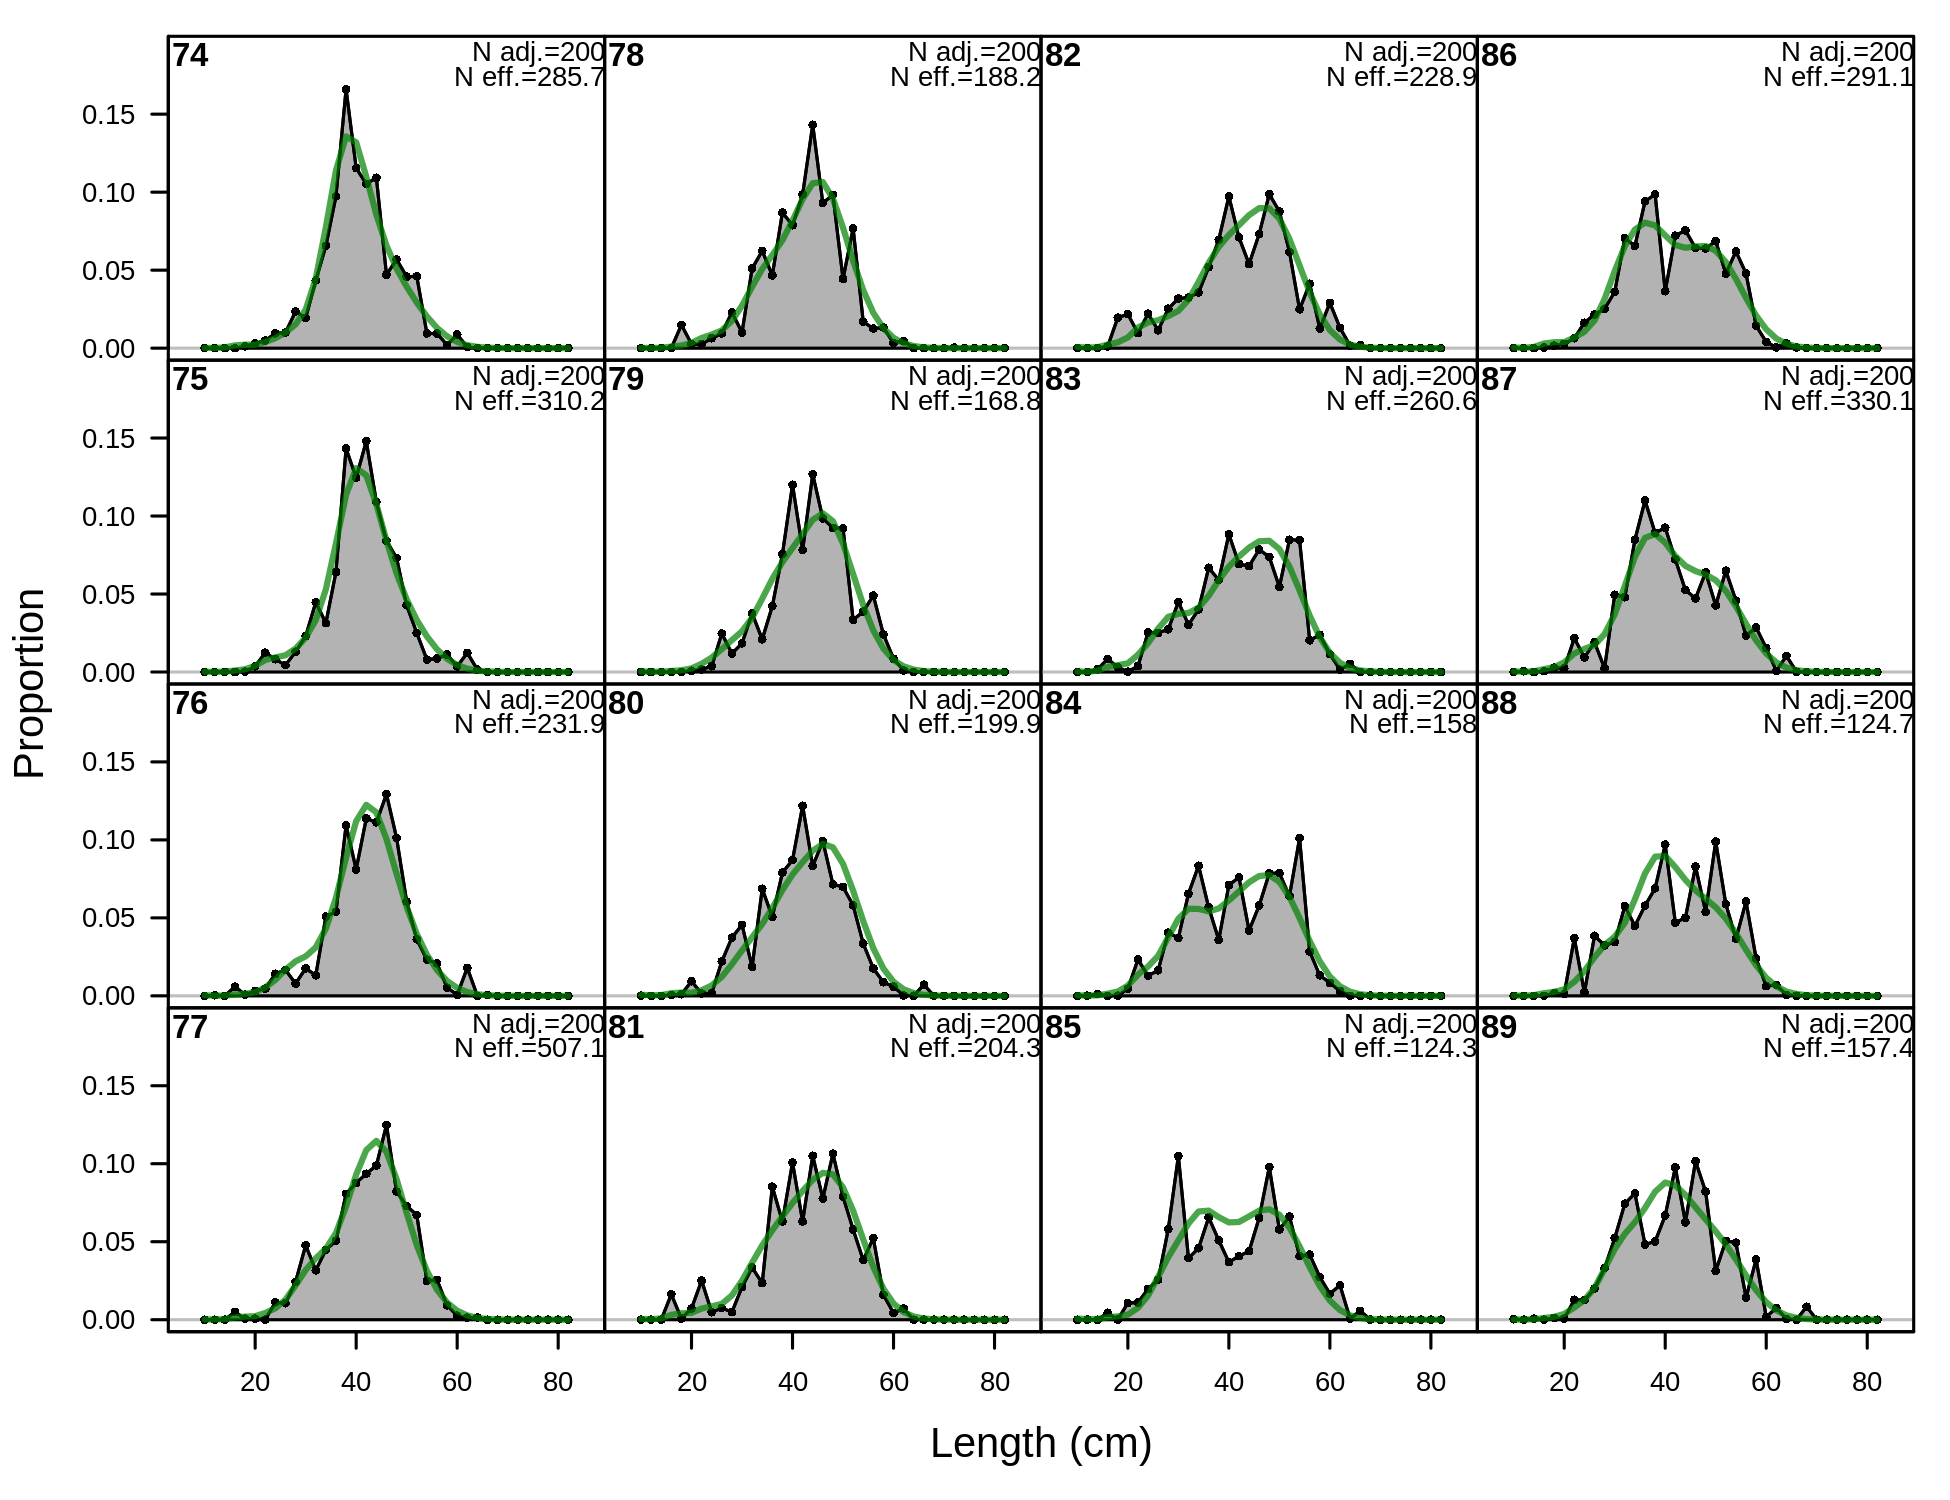 74
N adj.=200
N eff.=285.7
78
N adj.=200
N eff.=188.2
82
N adj.=200
N eff.=228.9
86
N adj.=200
N eff.=291.1
0.15
0.10
0.05
0.00
75
N adj.=200
N eff.=310.2
79
N adj.=200
N eff.=168.8
83
N adj.=200
N eff.=260.6
87
N adj.=200
N eff.=330.1
0.15
0.10
0.05
0.00
76
N adj.=200
N eff.=231.9
80
N adj.=200
N eff.=199.9
84
N adj.=200
N eff.=158
88
N adj.=200
N eff.=124.7
0.15
0.10
0.05
0.00
77
N adj.=200
N eff.=507.1
81
N adj.=200
N eff.=204.3
85
N adj.=200
N eff.=124.3
89
N adj.=200
N eff.=157.4
0.15
0.10
0.05
0.00
Proportion
20 40 60 80 20 40 60 80 20 40 60 80 20 40 60 80
Length (cm)